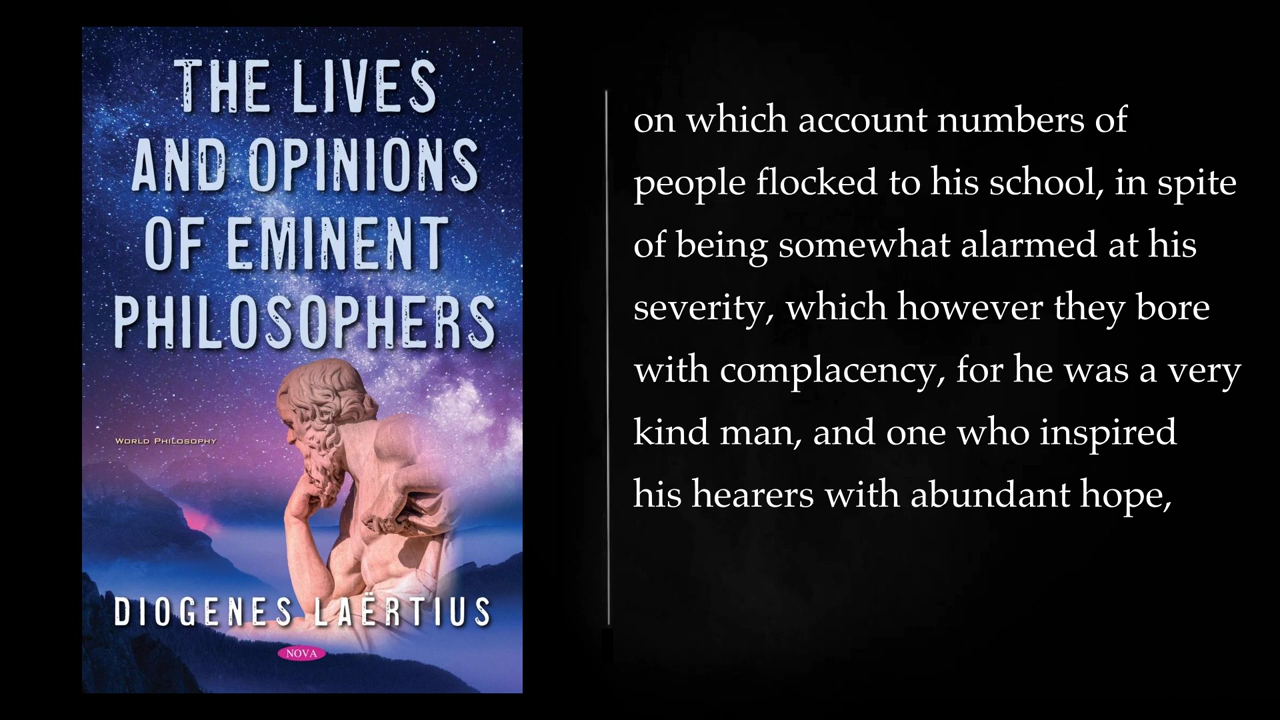 THE LIVES
AND OPINIONS
OF EMINENT
PHILOSOPHERS
WORLD PHILOSOPHY
DIOGENES LAËRTIUS
NOVA
on which account numbers of
people flocked to his school, in spite
of being somewhat alarmed at his
severity, which however they bore
with complacency, for he was a very
kind man, and one who inspired
his hearers with abundant hope,